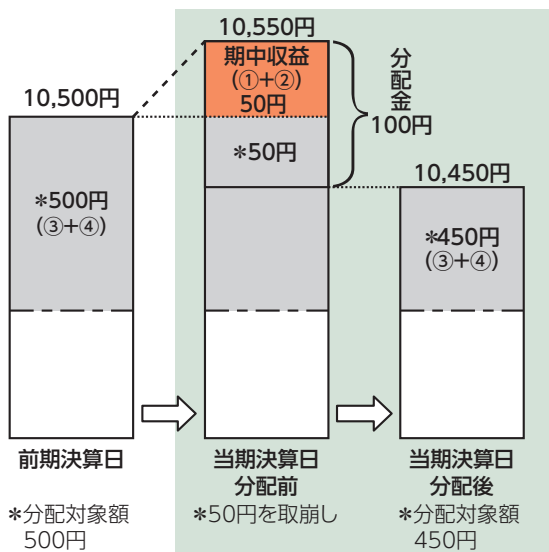 10,550円
期中収益
(①+②)
50円
分配金
100円
10,500円
*50円
10,450円
*500円
(③+④)
*450円
(③+④)
前期決算日
当期決算日
分配前
当期決算日
分配後
*分配対象額
500円
*50円を取崩し
*分配対象額
450円